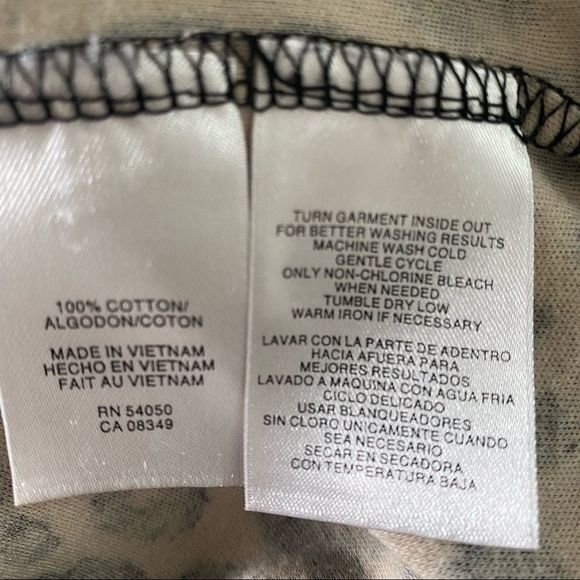 100% COTTON/
ALGODON/COTON
MADE IN VIETNAM
HECHO EN VIETNAM
FAIT AU VIETNAM
RN 54050
CA 08349
TURN GARMENT INSIDE OUT
FOR BETTER WASHING RESULTS
MACHINE WASH COLD
GENTLE CYCLE
ONLY NON-CHLORINE BLEACH
WHEN NEEDED
TUMBLE DRY LOW
WARM IRON IF NECESSARY
LAVAR CON LA PARTE DE ADENTRO
HACIA AFUERA PARA
MEJORES RESULTADOS
LAVADO A MAQUINA CON AGUA FRIA
CICLO DELICADO
USAR BLANQUEADORES
SIN CLORO UNICAMENTE CUANDO
SEA NECESARIO
SECAR EN SECADORA
CON TEMPERATURA BAJA